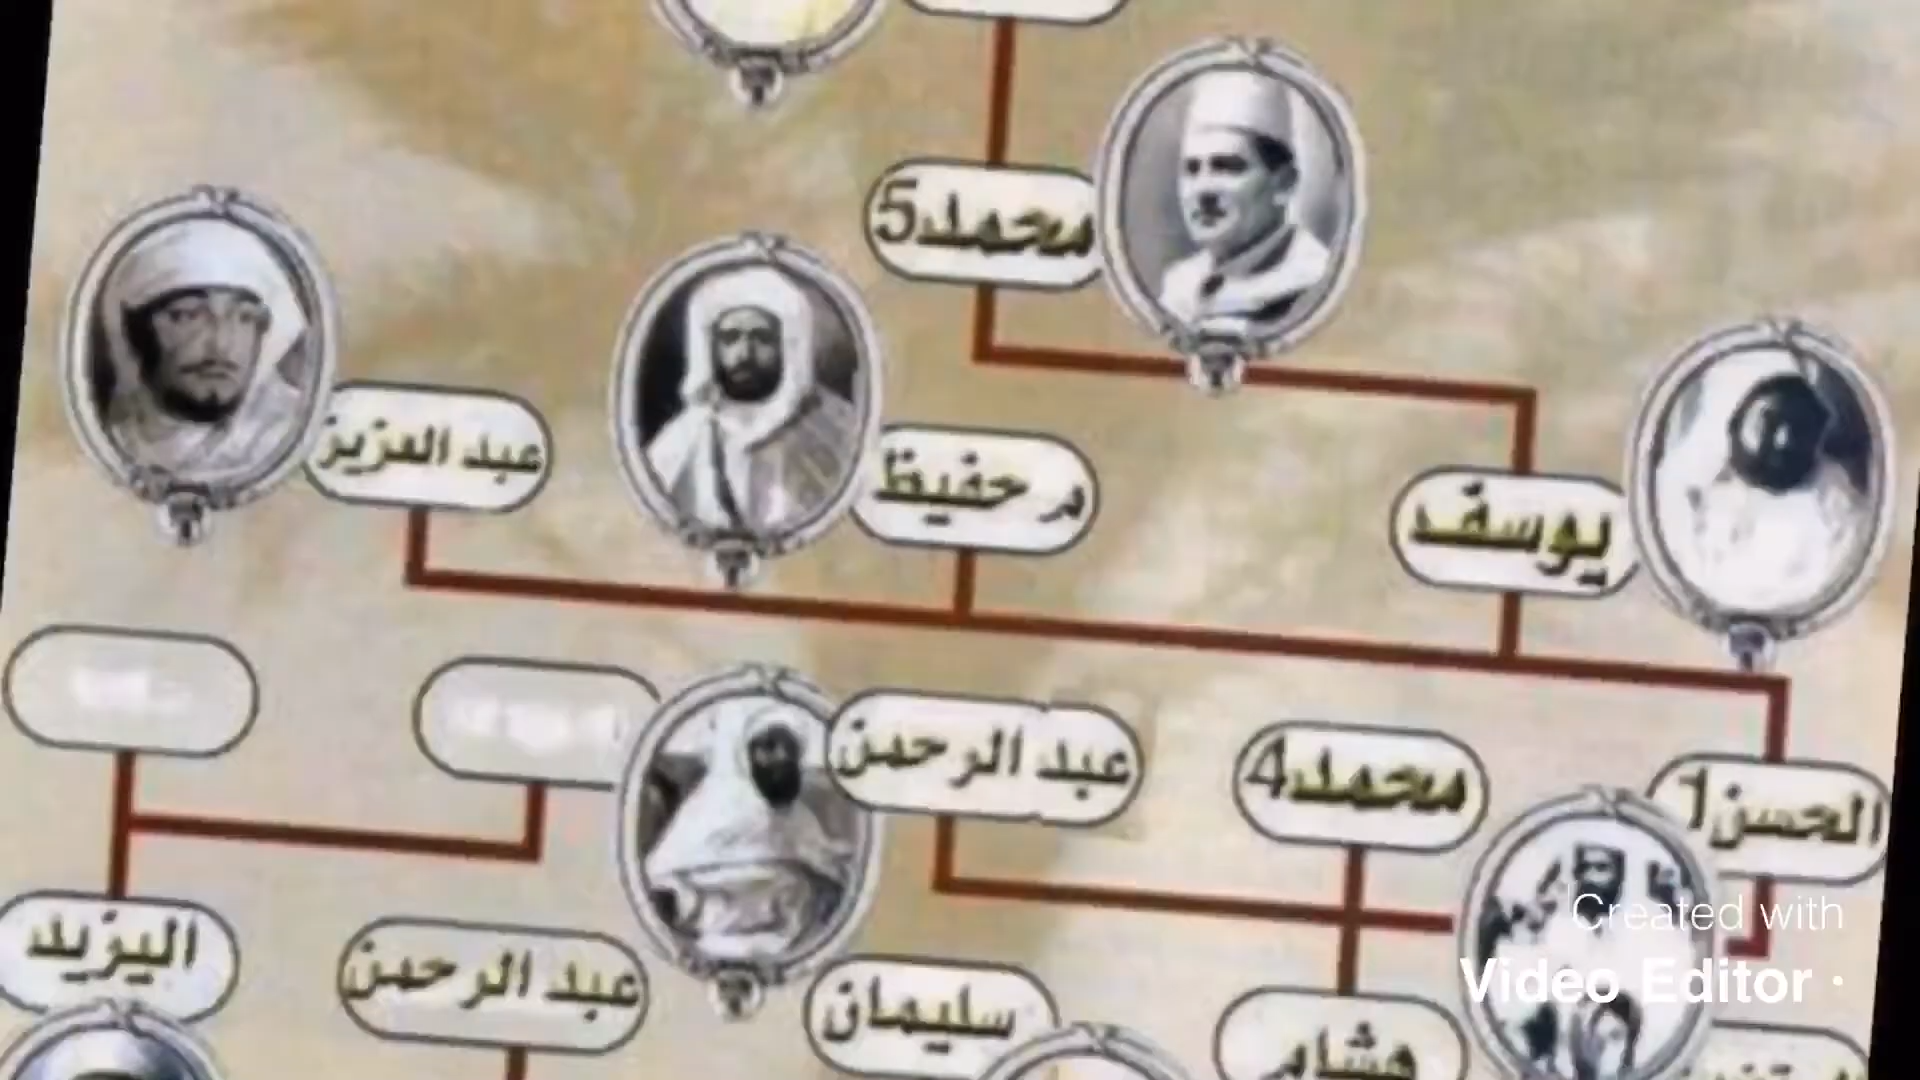 محمد5
عبد العزيز
م حفيظ
يوسف
عبد الرحمن
محمد4
الحسن1
اليزيد
عبد الرحمن
سليمان
هشام
Created with
Video Editor